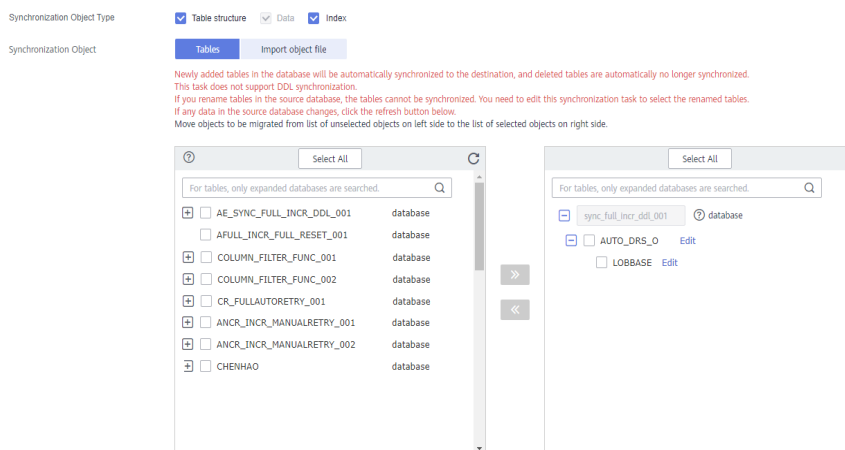 Synchronization Object Type
Table structure Data Index
Synchronization Object
Tables Import object file
Newly added tables in the database will be automatically synchronized to the destination, and deleted tables are automatically no longer synchronized.
This task does not support DDL synchronization.
If you rename tables in the source database, the tables cannot be synchronized. You need to edit this synchronization task to select the renamed tables.
If any data in the source database changes, click the refresh button below.
Move objects to be migrated from list of unselected objects on left side to the list of selected objects on right side.
Select All
For tables, only expanded databases are searched.
AE_SYNC_FULL_INCR_DDL_001 database
AFULL_INCR_FULL_RESET_001 database
COLUMN_FILTER_FUNC_001 database
COLUMN_FILTER_FUNC_002 database
CR_FULLAUTORETRY_001 database
ANCR_INCR_MANUALRETRY_001 database
ANCR_INCR_MANUALRETRY_002 database
CHENHAO database
Select All
For tables, only expanded databases are searched.
sync_full_incr_ddl_001 database
AUTO_DRS_O Edit
LOBBASE Edit